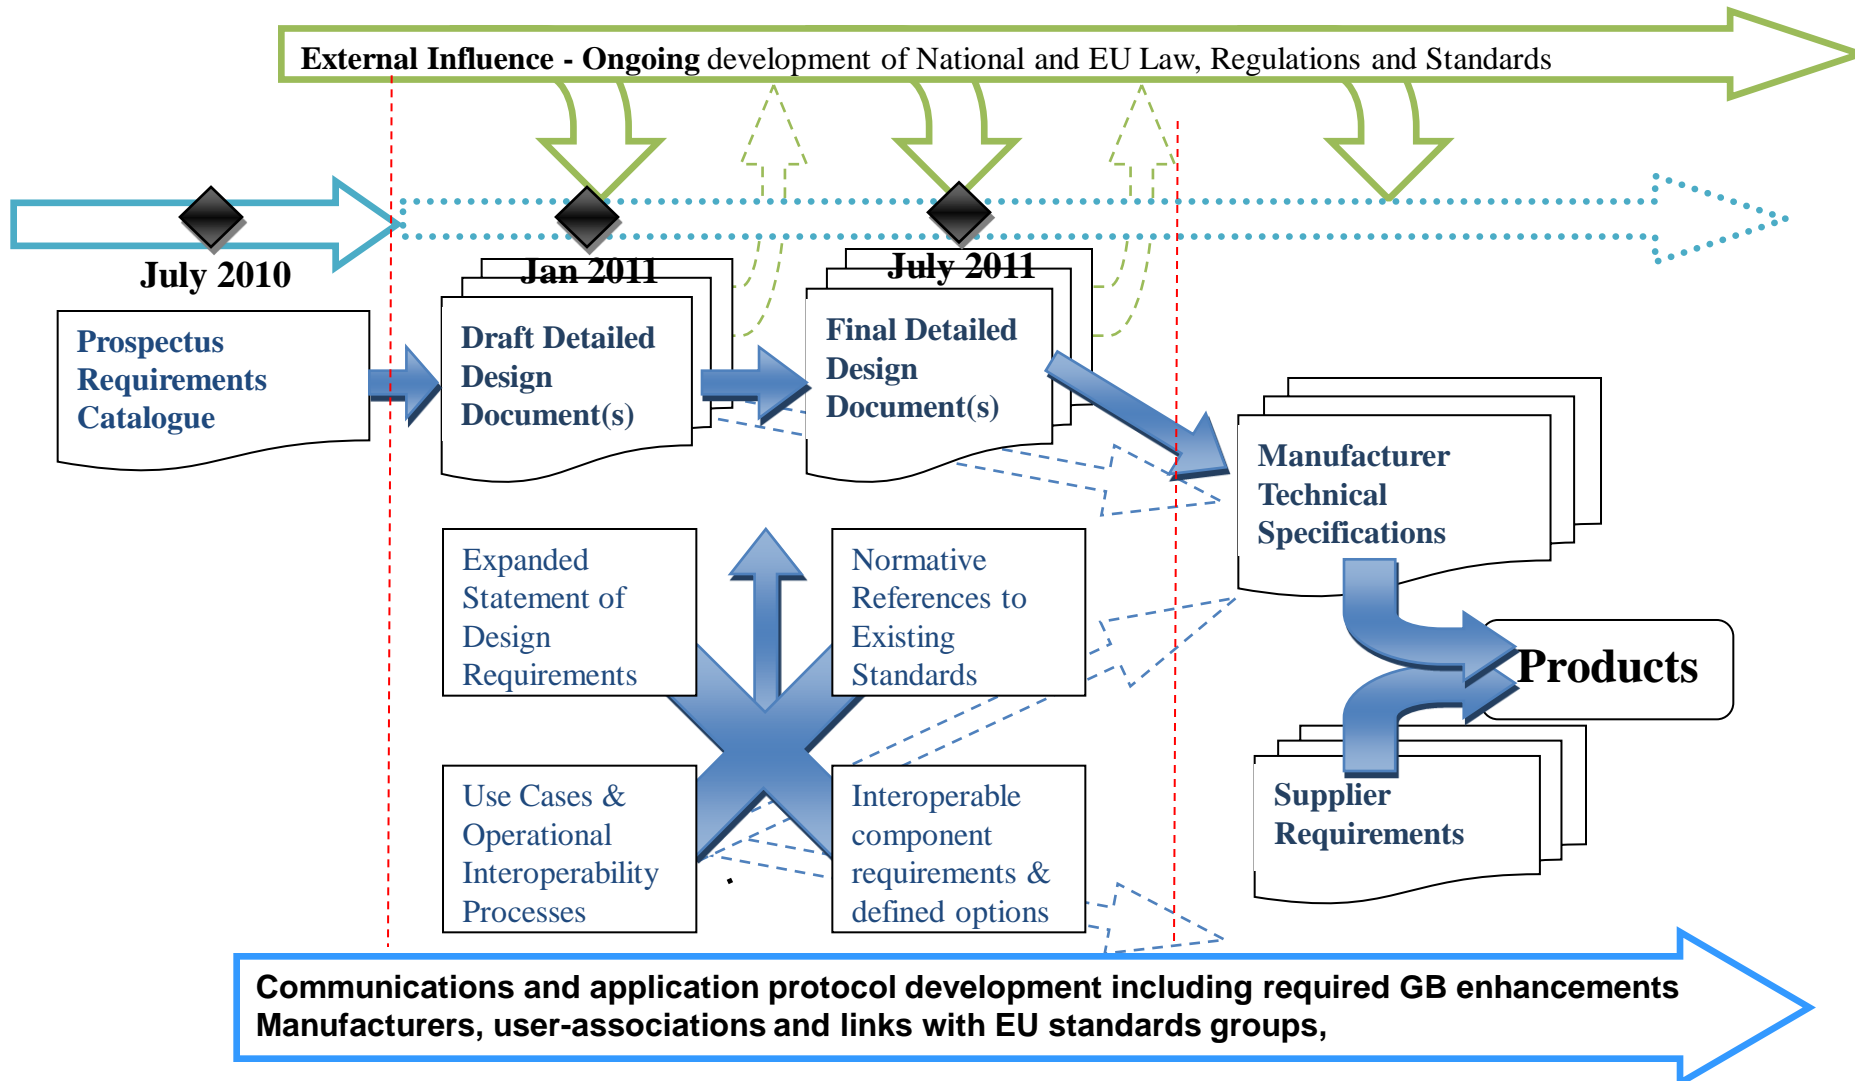 External Influence - Ongoing development of National and EU Law, Regulations and Standards
July 2010
Jan 2011
July 2011
Prospectus
Requirements
Catalogue
Draft Detailed
Design
Document(s)
Final Detailed
Design
Document(s)
Manufacturer
Technical
Specifications
Expanded
Statement of
Design
Requirements
Normative
References to
Existing
Standards
Products
Use Cases &
Operational
Interoperability
Processes
.
Interoperable
component
requirements &
defined options
Supplier
Requirements
Communications and application protocol development including required GB enhancements
Manufacturers, user-associations and links with EU standards groups,